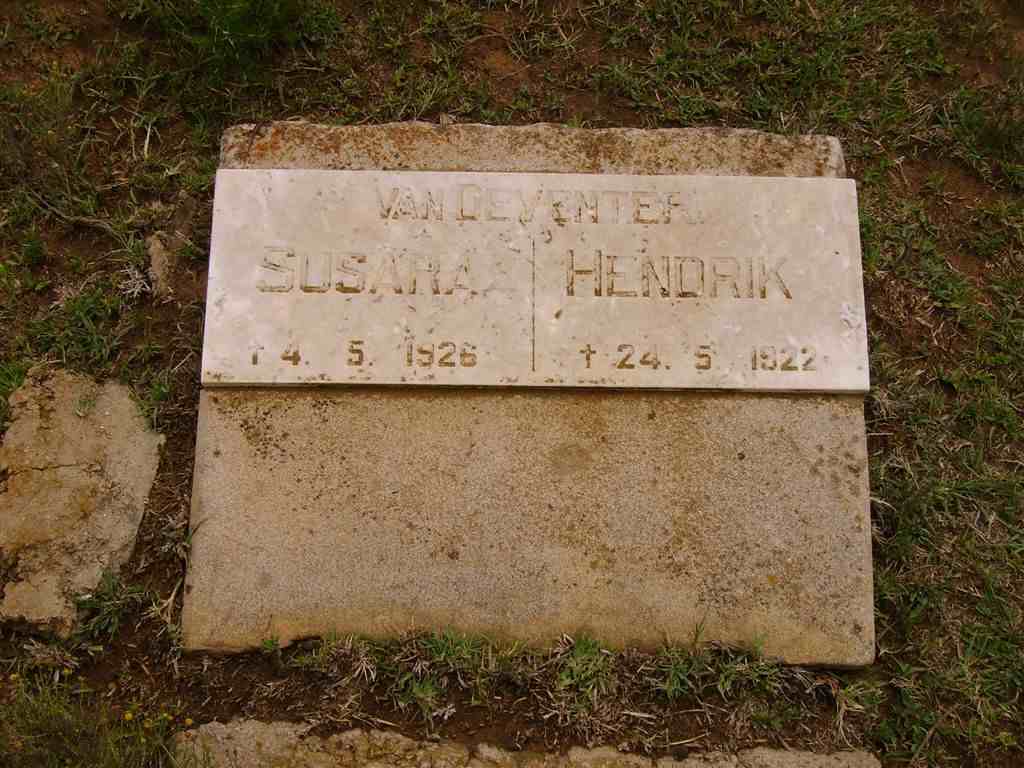 VAN DEVENTER
SUSARA HENDRIK
† 4. 5. 1926 † 24. 5. 1922